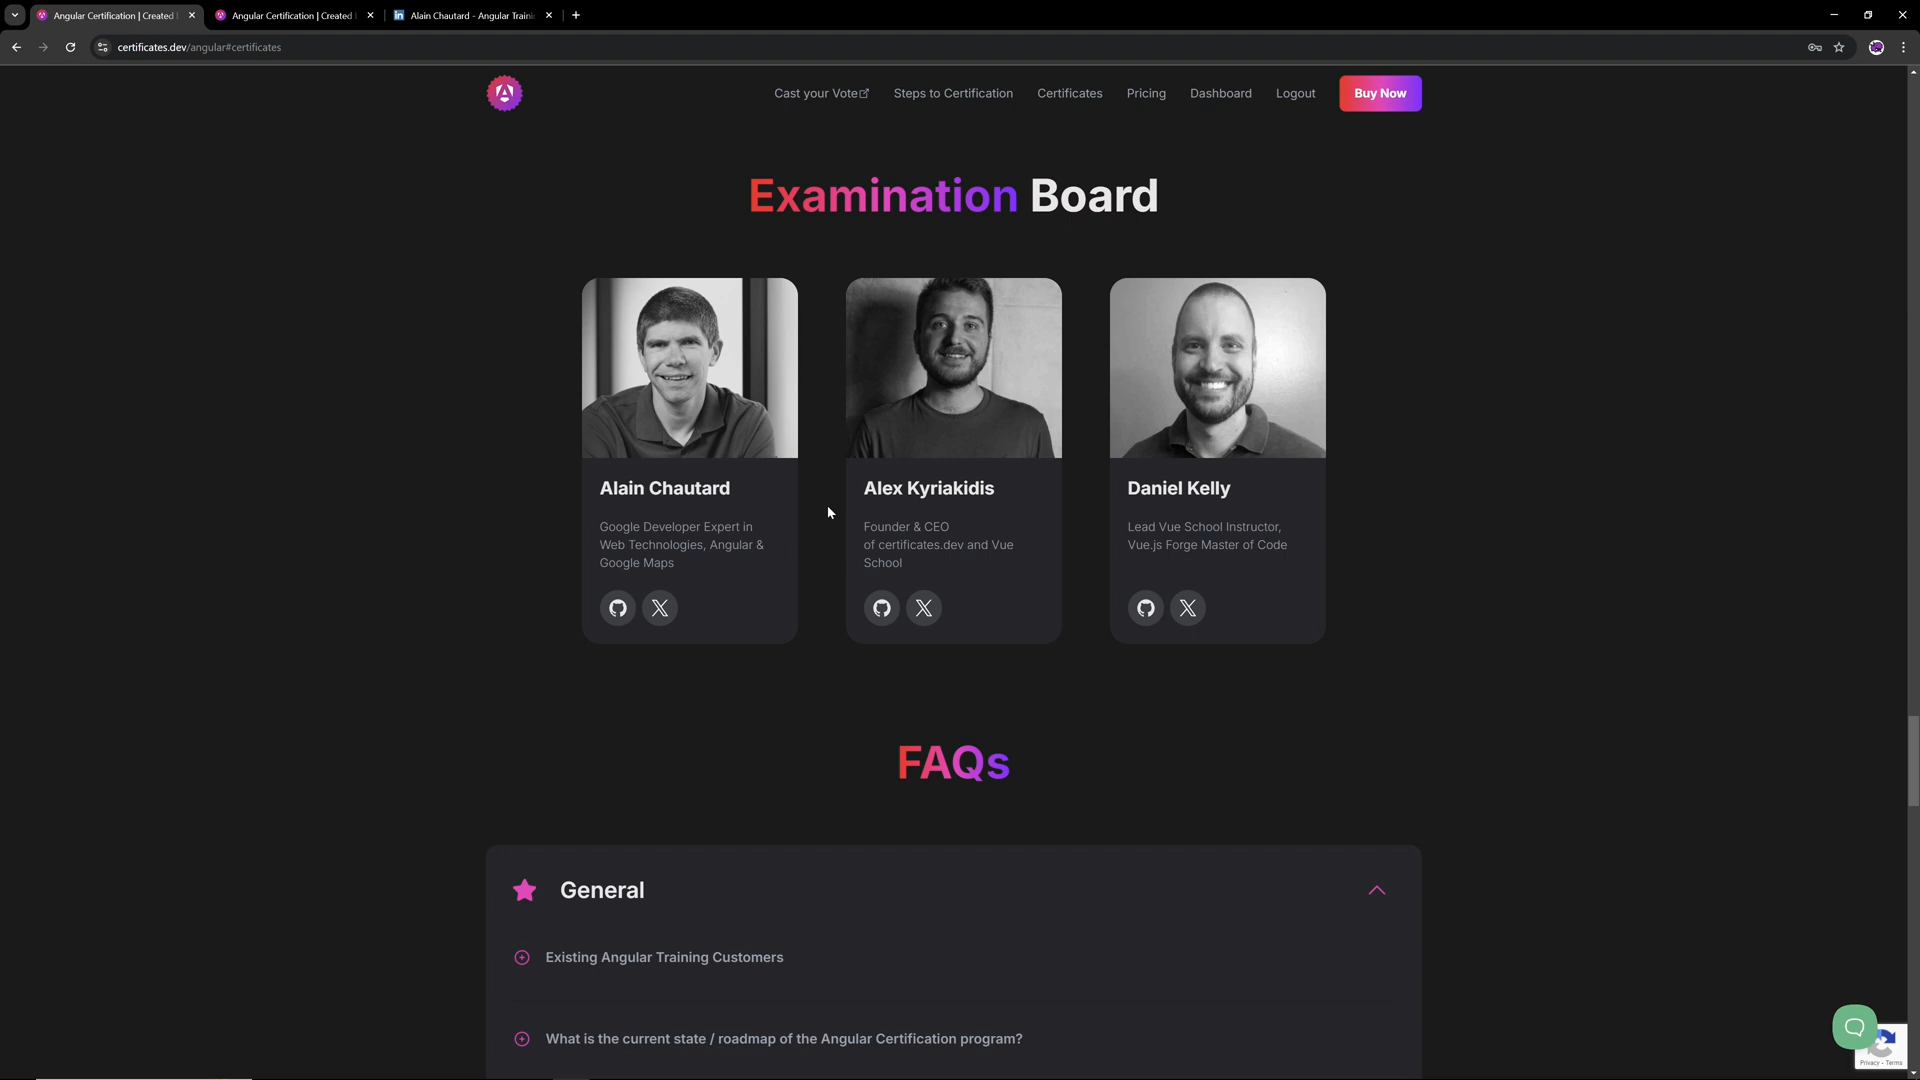 Angular Certification | Created
Angular Certification | Created
Alain Chautard - Angular Traini
certificates.dev/angular#certificates
Cast your Vote
Steps to Certification
Certificates
Pricing
Dashboard
Logout
Buy Now
Examination Board
Alain Chautard
Google Developer Expert in
Web Technologies, Angular &
Google Maps
Alex Kyriakidis
Founder & CEO
of certificates.dev and Vue
School
Daniel Kelly
Lead Vue School Instructor,
Vue.js Forge Master of Code
FAQs
General
Existing Angular Training Customers
What is the current state / roadmap of the Angular Certification program?
Privacy - Terms